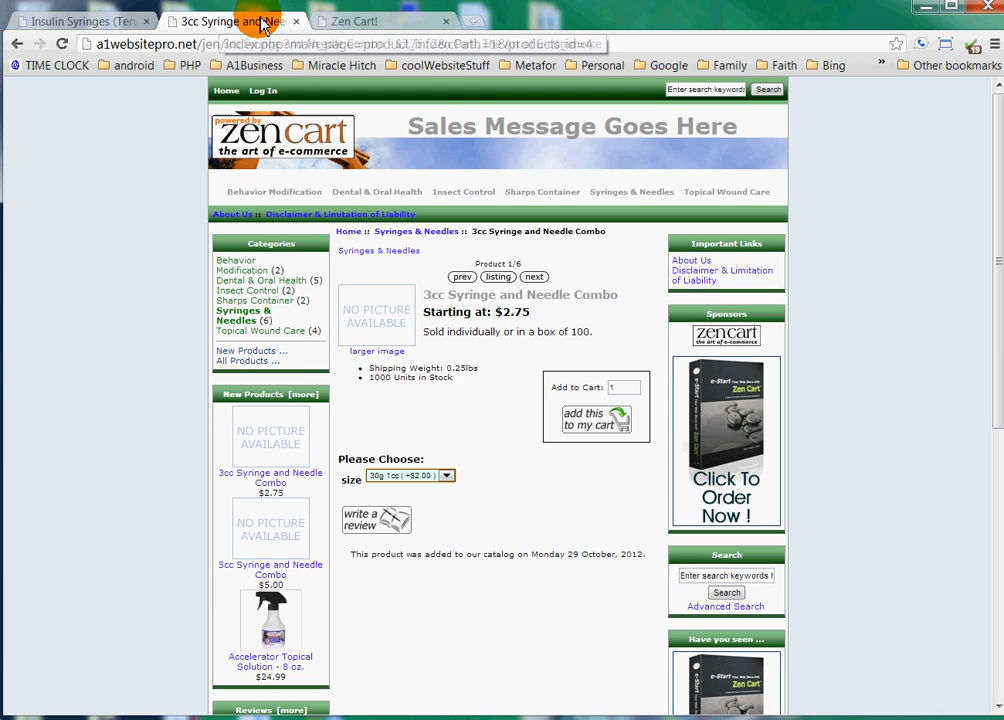 Insulin Syringes (Teru
3cc Syringe and Nee
Zen Cart!
a1websitepro.net/jen
TIME CLOCK android PHP A1Business Miracle Hitch coolWebsiteStuff Metafor Personal Google Family Faith Bing » Other bookmarks
19
Home Log In
Enter search keywords
Search
powered by
zen cart
the art of e-commerce
Sales Message Goes Here
Behavior Modification Dental & Oral Health Insect Control Sharps Container Syringes & Needles Topical Wound Care
About Us :: Disclaimer & Limitation of Liability
Categories
Behavior
Modification (2)
Dental & Oral Health (5)
Insect Control (2)
Sharps Container (2)
Syringes &
Needles (6)
Topical Wound Care (4)
New Products ...
All Products ...
New Products [more]
NO PICTURE
AVAILABLE
3cc Syringe and Needle
Combo
$2.75
NO PICTURE
AVAILABLE
5cc Syringe and Needle
Combo
$5.00
Accelerator Topical
Solution - 8 oz.
$24.99
Reviews [more]
Home :: Syringes & Needles :: 3cc Syringe and Needle Combo
Syringes & Needles
Product 1/6
prev listing next
NO PICTURE
AVAILABLE
larger image
3cc Syringe and Needle Combo
Starting at: $2.75
Sold individually or in a box of 100.
Shipping Weight: 0.25lbs
1000 Units in Stock
Add to Cart: 1
add this
to my cart
Please Choose:
size 30g 1cc ( +$2.00 )
write a
review
This product was added to our catalog on Monday 29 October, 2012.
Important Links
About Us
Disclaimer & Limitation
of Liability
Sponsors
zen cart
Zen Cart
Click To
Order
Now !
Search
Enter search keywords h
Search
Advanced Search
Have you seen ...
Zen Cart